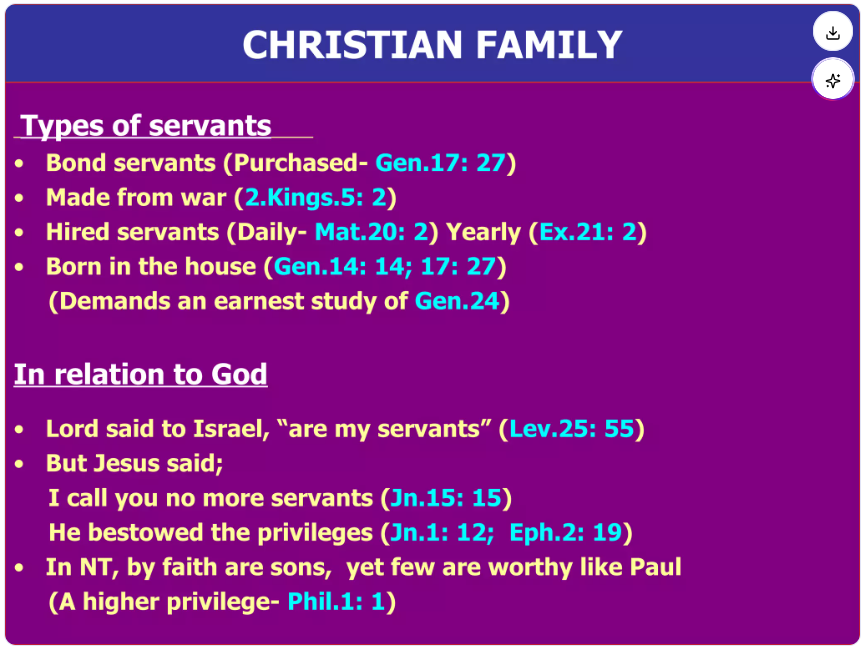 CHRISTIAN FAMILY
Types of servants
• Bond servants (Purchased- Gen.17: 27)
• Made from war (2.Kings.5: 2)
• Hired servants (Daily- Mat.20: 2) Yearly (Ex.21: 2)
• Born in the house (Gen.14: 14; 17: 27)
(Demands an earnest study of Gen.24)
In relation to God
• Lord said to Israel, “are my servants” (Lev.25: 55)
• But Jesus said;
I call you no more servants (Jn.15: 15)
He bestowed the privileges (Jn.1: 12; Eph.2: 19)
• In NT, by faith are sons, yet few are worthy like Paul
(A higher privilege- Phil.1: 1)